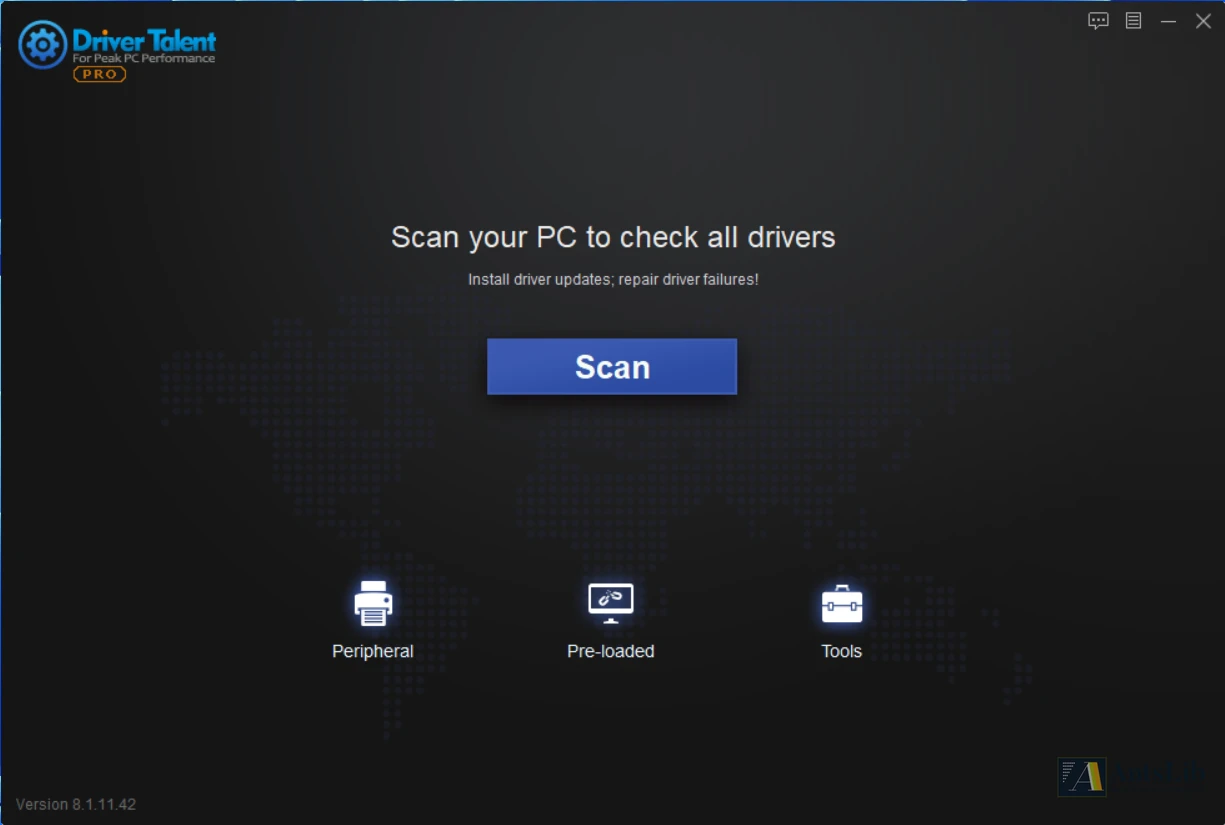 Driver Talent
For Peak PC Performance
PRO
Scan your PC to check all drivers
Install driver updates; repair driver failures!
Scan
Peripheral
Pre-loaded
Tools
Version 8.1.11.42